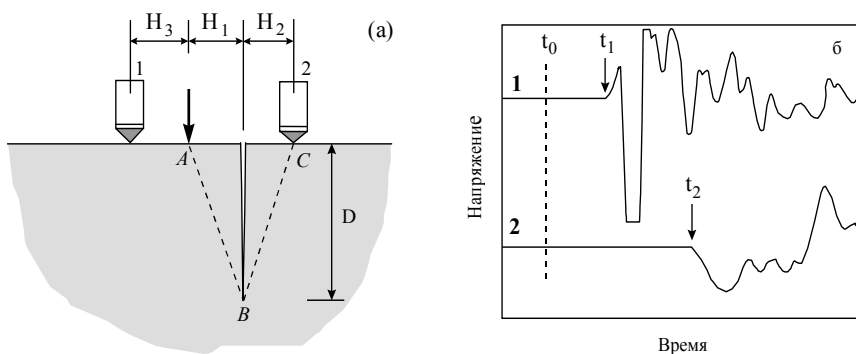 H₃ H₁ H₂ (a)
1 2
A C
D
B
t₀ t₁ б
1
t₂
2
Напряжение
Время